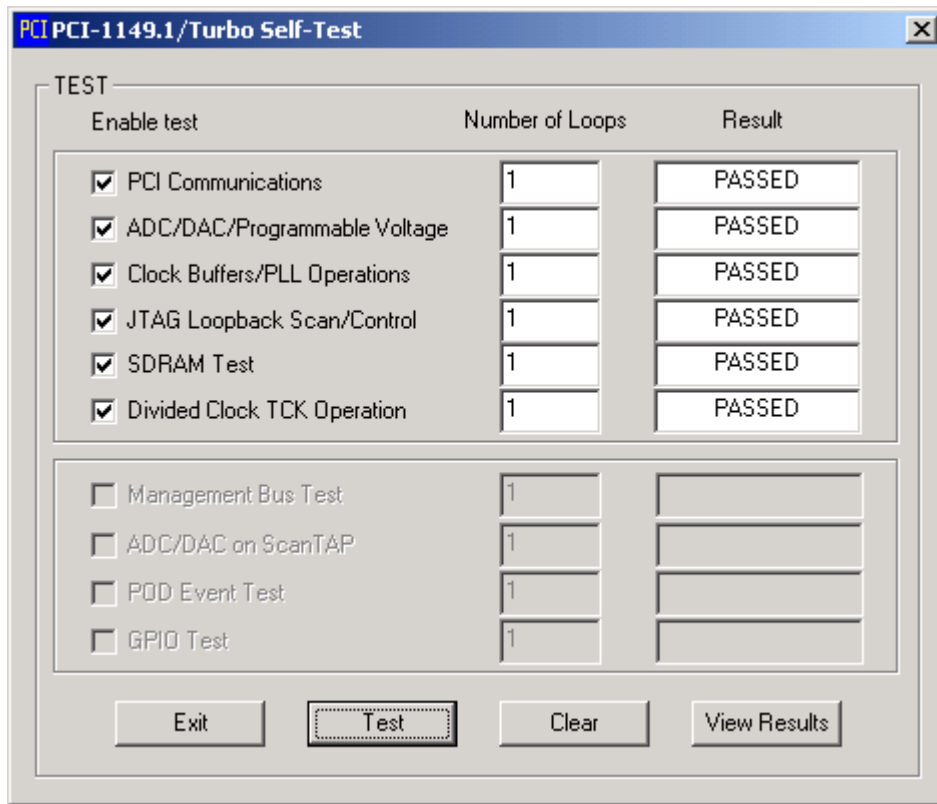 PCI PCI-1149.1/Turbo Self-Test
TEST
Enable test Number of Loops Result
PCI Communications 1 PASSED
ADC/DAC/Programmable Voltage 1 PASSED
Clock Buffers/PLL Operations 1 PASSED
JTAG Loopback Scan/Control 1 PASSED
SDRAM Test 1 PASSED
Divided Clock TCK Operation 1 PASSED
Management Bus Test 1
ADC/DAC on ScanTAP 1
POD Event Test 1
GPIO Test 1
Exit Test Clear View Results